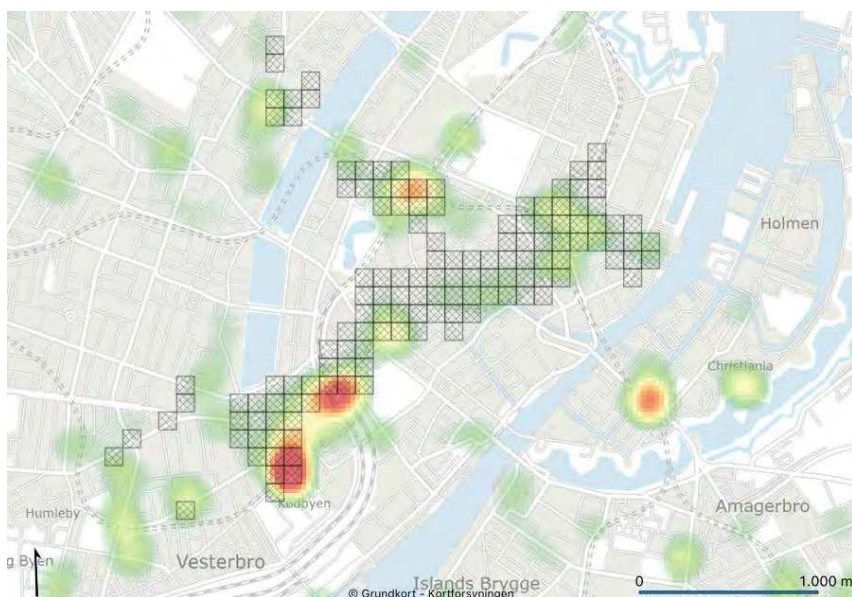 Holmen
Christiania
Kødbyen
Humleby
Amagerbro
g Byen
Vesterbro
Islands Brygge
0 1.000 m
© Grundkort - Kortforsyningen